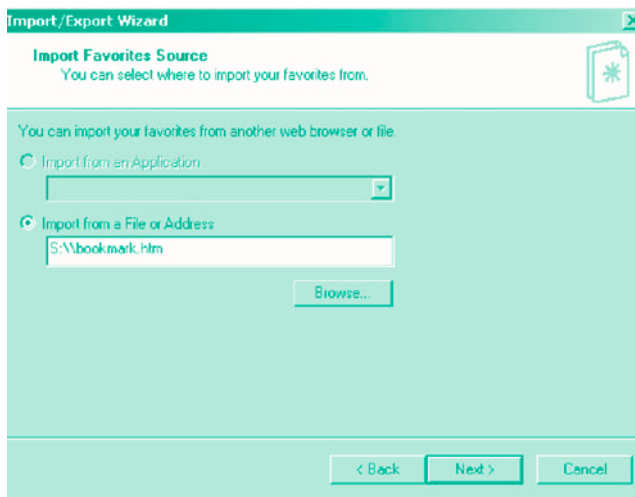 Import/Export Wizard
Import Favorites Source
You can select where to import your favorites from.
You can import your favorites from another web browser or file.
Import from an Application
Import from a File or Address
S:\\bookmark.htm
Browse...
< Back
Next >
Cancel